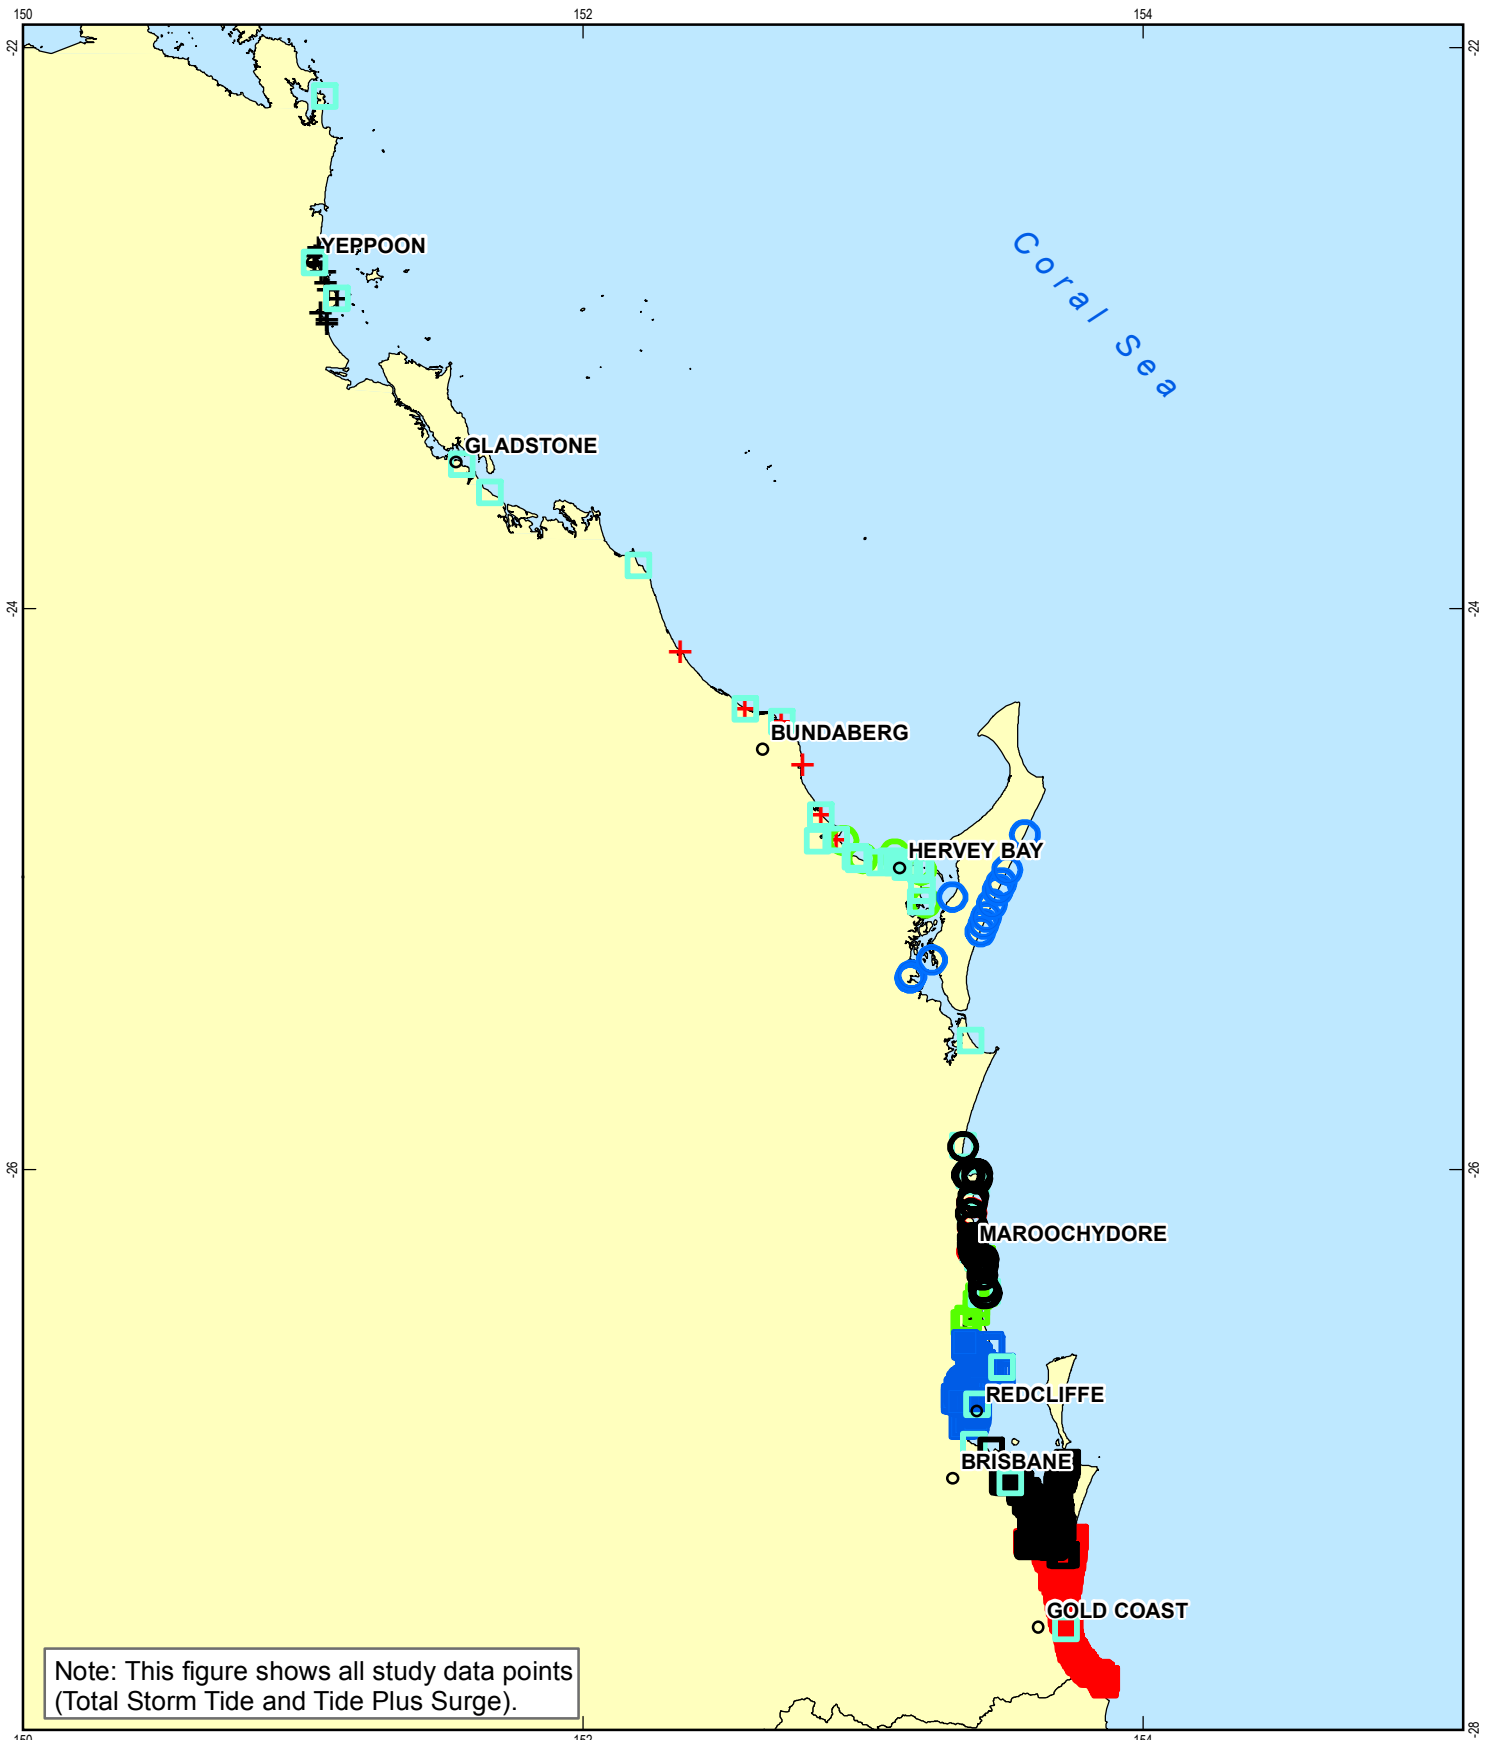 150
152
154
-22
-22
Coral Sea
YEPPOON
GLADSTONE
-24
-24
BUNDABERG
HERVEY BAY
-26
-26
MAROOCHYDORE
REDCLIFFE
BRISBANE
GOLD COAST
Note: This figure shows all study data points
(Total Storm Tide and Tide Plus Surge).
-28
-28
150
152
154